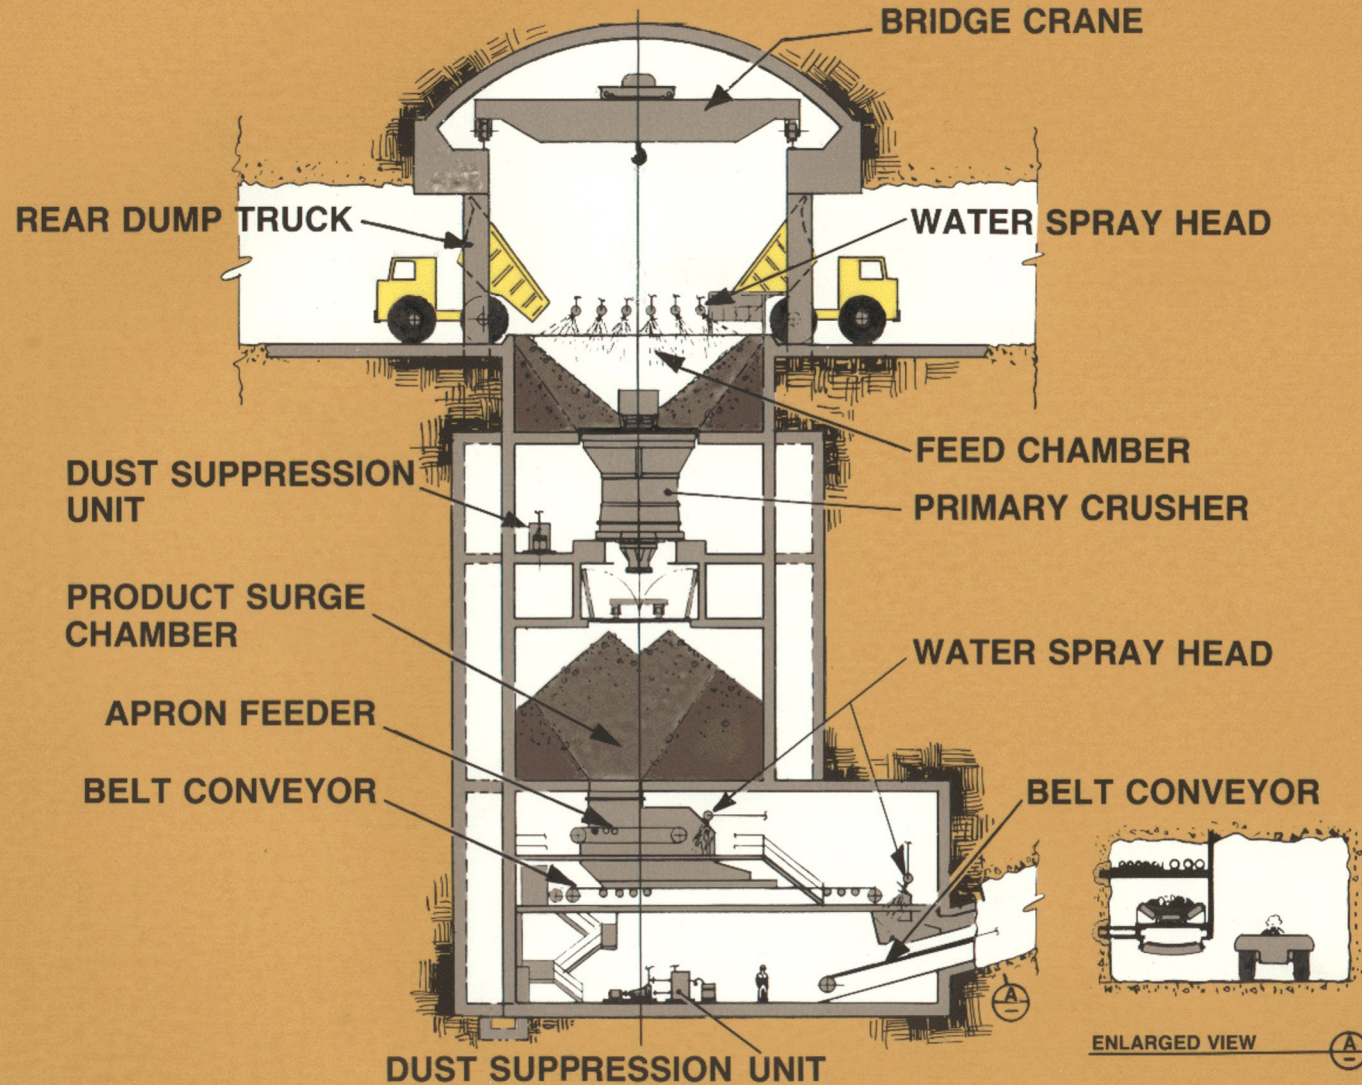 BRIDGE CRANE
REAR DUMP TRUCK
WATER SPRAY HEAD
FEED CHAMBER
DUST SUPPRESSION
UNIT
PRIMARY CRUSHER
PRODUCT SURGE
CHAMBER
WATER SPRAY HEAD
APRON FEEDER
BELT CONVEYOR
BELT CONVEYOR
A
ENLARGED VIEW
A
DUST SUPPRESSION UNIT